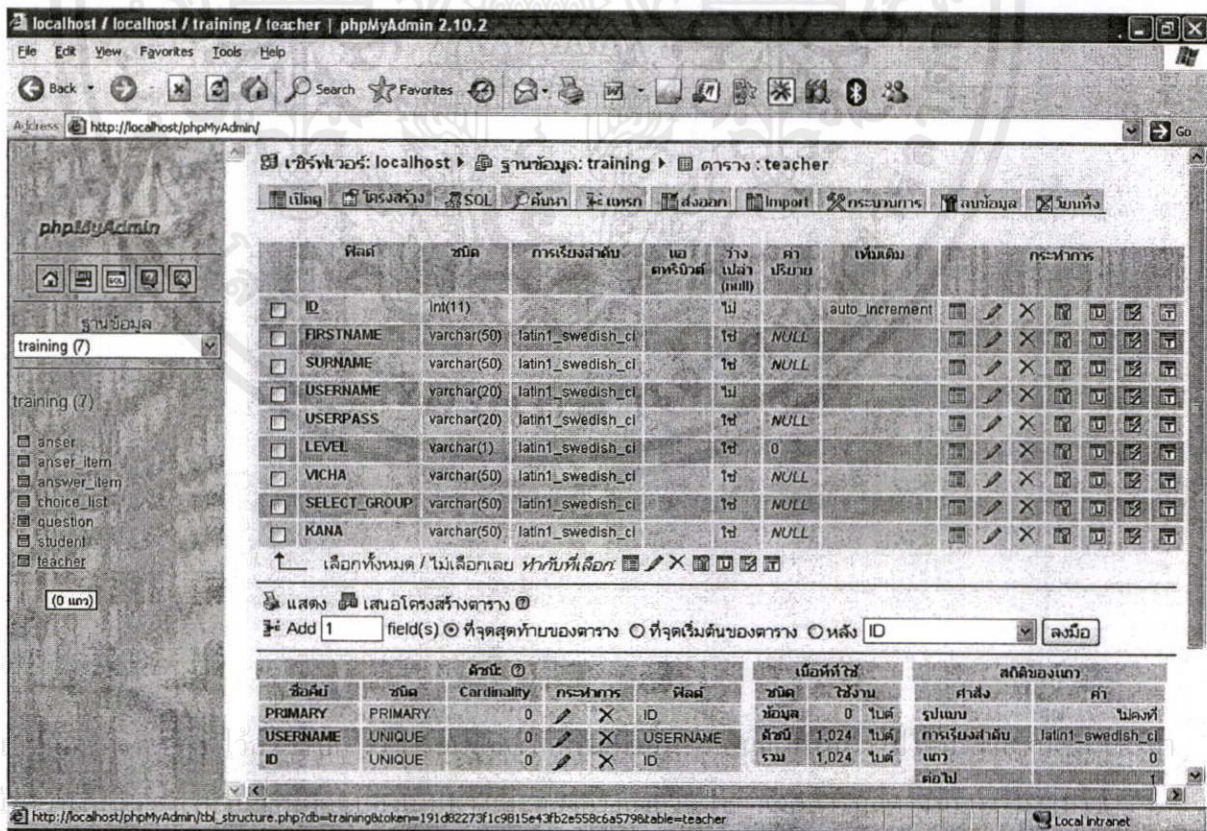 localhost / localhost / training / teacher | phpMyAdmin 2.10.2
File Edit View Favorites Tools Help
Back Search Favorites
Address http://localhost/phpMyAdmin/ Go
phpMyAdmin
ฐานข้อมูล
training (7)
training (7)
anser
anser_item
answer_item
choice_list
question
student
teacher
(0 แถว)
เซิร์ฟเวอร์: localhost ▸ ฐานข้อมูล: training ▸ ตาราง : teacher
เปิดดู โครงสร้าง SQL ค้นหา แทรก ส่งออก Import กระบวนการ ลบข้อมูล โยนทิ้ง
ฟิลด์ ชนิด การเรียงลำดับ แอตทริบิวต์ ว่างเปล่า (null) ค่าปริยาย เพิ่มเติม กระทำการ
ID int(11) ไม่ auto_increment
FIRSTNAME varchar(50) latin1_swedish_ci ใช่ NULL
SURNAME varchar(50) latin1_swedish_ci ใช่ NULL
USERNAME varchar(20) latin1_swedish_ci ไม่
USERPASS varchar(20) latin1_swedish_ci ใช่ NULL
LEVEL varchar(1) latin1_swedish_ci ใช่ 0
VICHA varchar(50) latin1_swedish_ci ใช่ NULL
SELECT_GROUP varchar(50) latin1_swedish_ci ใช่ NULL
KANA varchar(50) latin1_swedish_ci ใช่ NULL
เลือกทั้งหมด / ไม่เลือกเลย ทำกับที่เลือก:
แสดง เสนอโครงสร้างตาราง
Add 1 field(s) ที่จุดสุดท้ายของตาราง ที่จุดเริ่มต้นของตาราง หลัง ID ลงมือ
ดัชนี: เนื้อที่ที่ใช้ สถิติของแถว
ชื่อคีย์ ชนิด Cardinality กระทำการ ฟิลด์ ชนิด ใช้งาน คำสั่ง ค่า
PRIMARY PRIMARY 0 ID ข้อมูล 0 ไบต์ รูปแบบ ไม่คงที่
USERNAME UNIQUE 0 USERNAME ดัชนี 1,024 ไบต์ การเรียงลำดับ latin1_swedish_ci
ID UNIQUE 0 ID รวม 1,024 ไบต์ แถว 0
ต่อไป 1
http://localhost/phpMyAdmin/tbl_structure.php?db=training&token=191d82273f1c9815e43fb2e558c6a579&table=teacher Local intranet